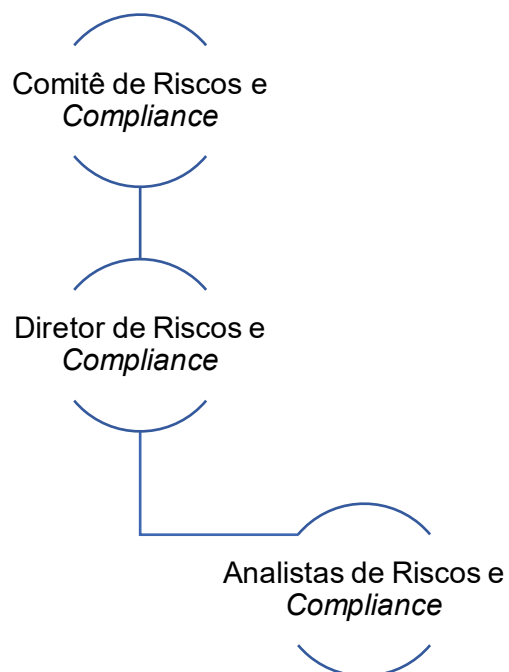 Comitê de Riscos e
Compliance
Diretor de Riscos e
Compliance
Analistas de Riscos e
Compliance